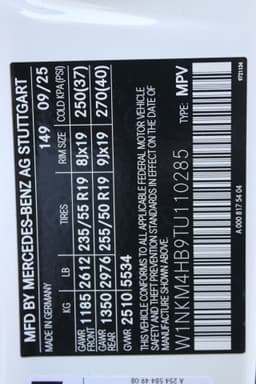 MFD BY MERCEDES-BENZ AG STUTTGART
MADE IN GERMANY 149 09/25
KG LB TIRES RIM SIZE COLD KPA(PSI)
GAWR FRONT 1185 2612 235/55 R19 8Jx19 250(37)
GAWR REAR 1350 2976 255/50 R19 9Jx19 270(40)
GVWR 2510 5534
THIS VEHICLE CONFORMS TO ALL APPLICABLE FEDERAL MOTOR VEHICLE
SAFETY AND THEFT PREVENTION STANDARDS IN EFFECT ON THE DATE OF
MANUFACTURE SHOWN ABOVE.
TYPE: MPV
W1NKM4HB9TU110285
A 000 817 54 04
9721134
A 254 584 49 08